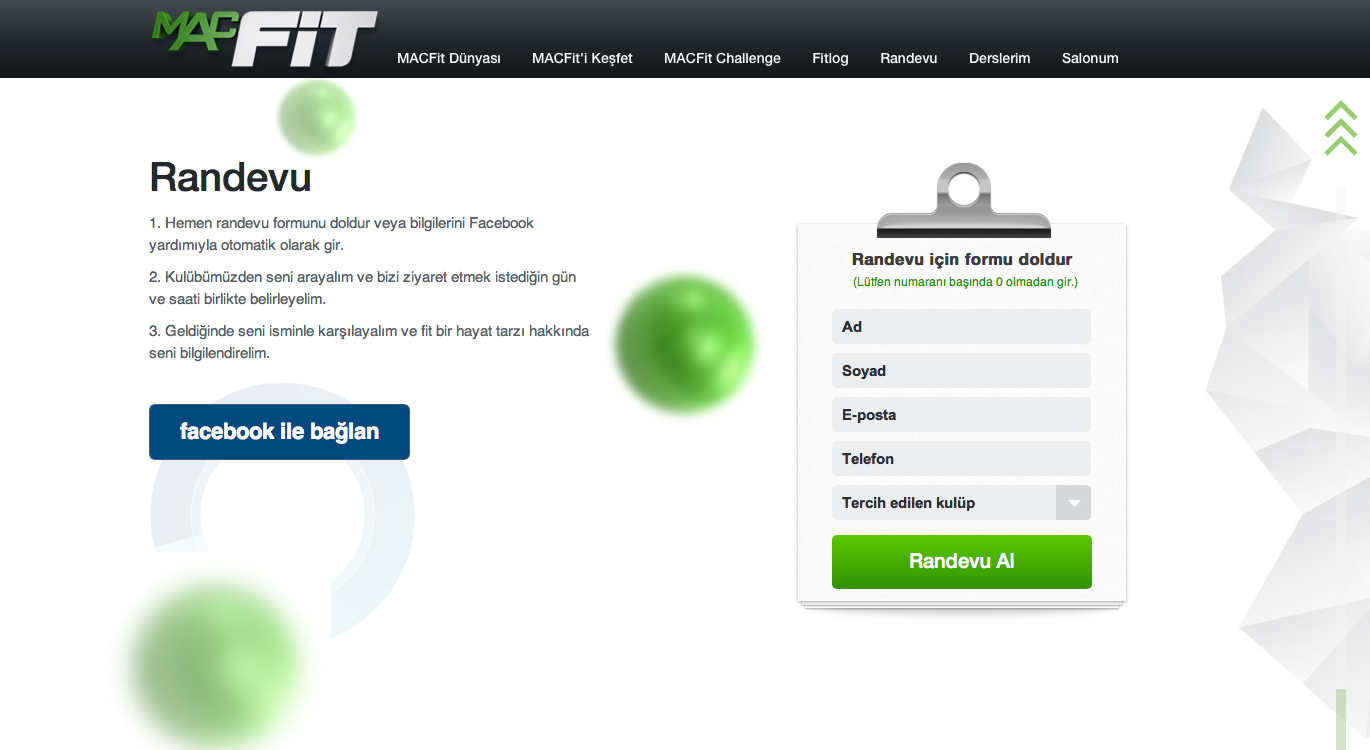 MACFiT
MACFit Dünyası MACFit'i Keşfet MACFit Challenge Fitlog Randevu Derslerim Salonum
Randevu
1. Hemen randevu formunu doldur veya bilgilerini Facebook
yardımıyla otomatik olarak gir.
2. Kulübümüzden seni arayalım ve bizi ziyaret etmek istediğin gün
ve saati birlikte belirleyelim.
3. Geldiğinde seni isminle karşılayalım ve fit bir hayat tarzı hakkında
seni bilgilendirelim.
facebook ile bağlan
Randevu için formu doldur
(Lütfen numaranı başında 0 olmadan gir.)
Ad
Soyad
E-posta
Telefon
Tercih edilen kulüp
Randevu Al